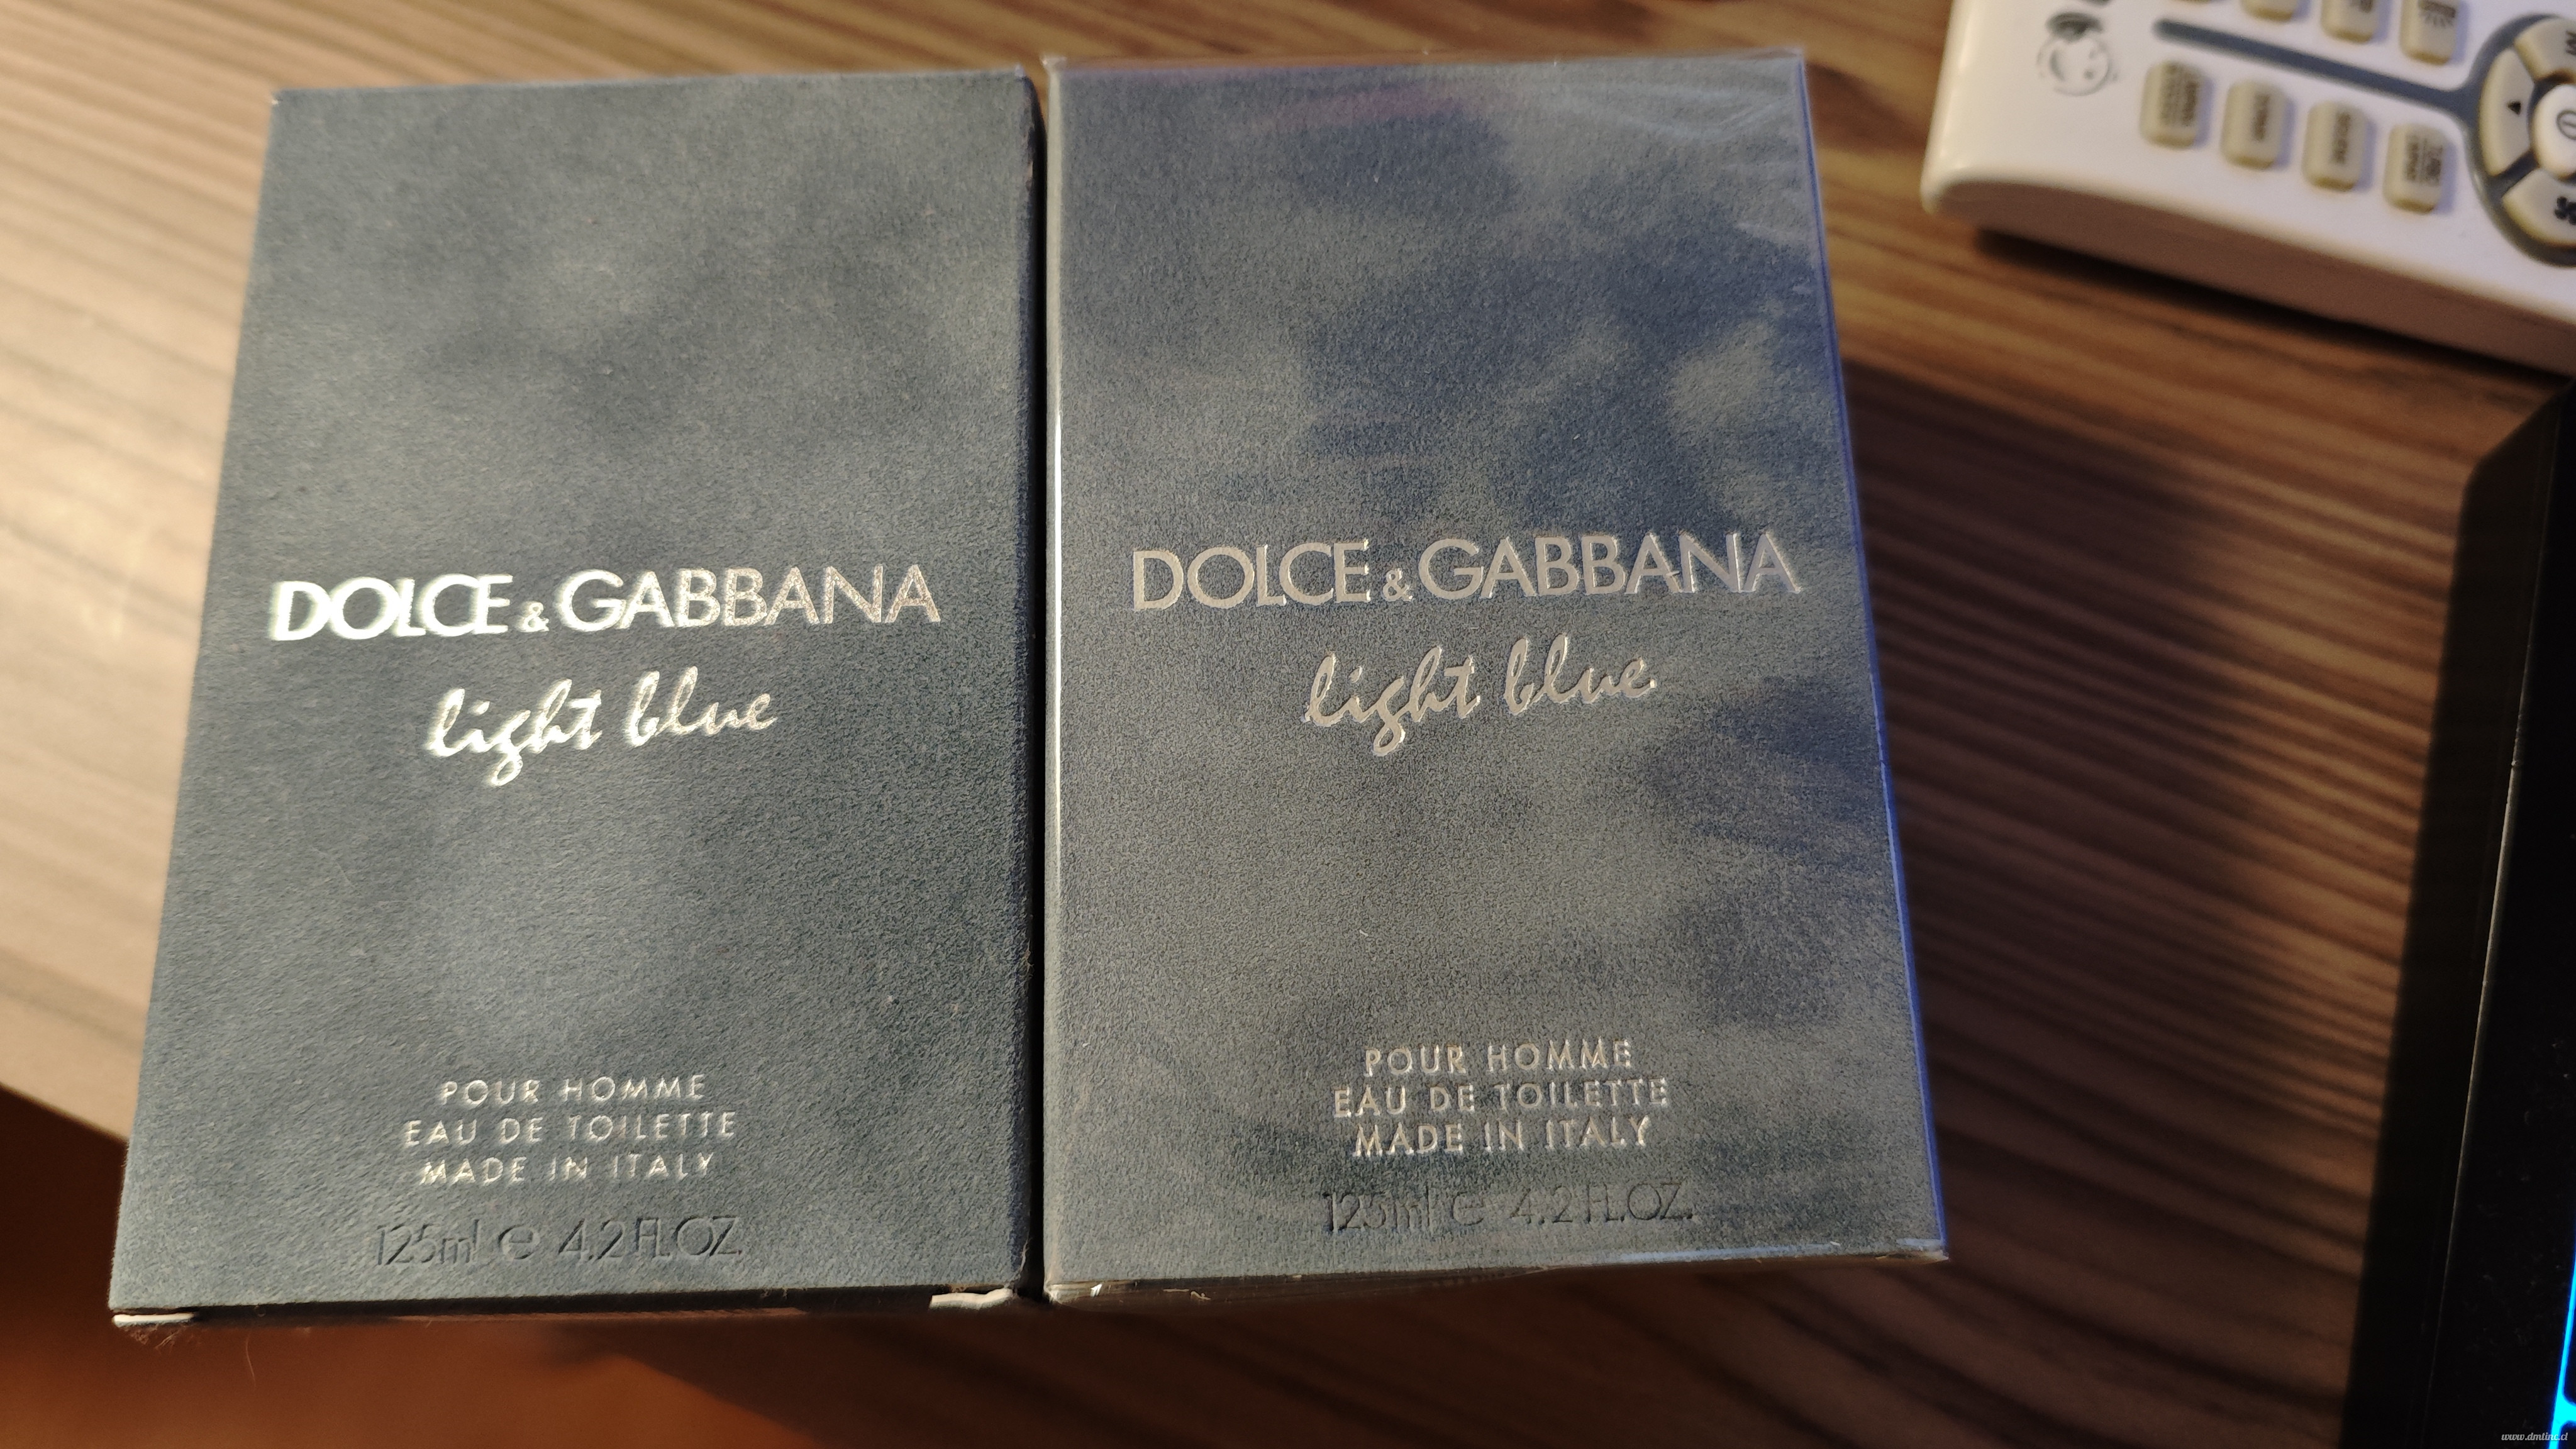 DOLCE & GABBANA
light blue
POUR HOMME
EAU DE TOILETTE
MADE IN ITALY
125ml e 4.2 FL.OZ.
DOLCE & GABBANA
light blue
POUR HOMME
EAU DE TOILETTE
MADE IN ITALY
125ml e 4.2 FL.OZ.